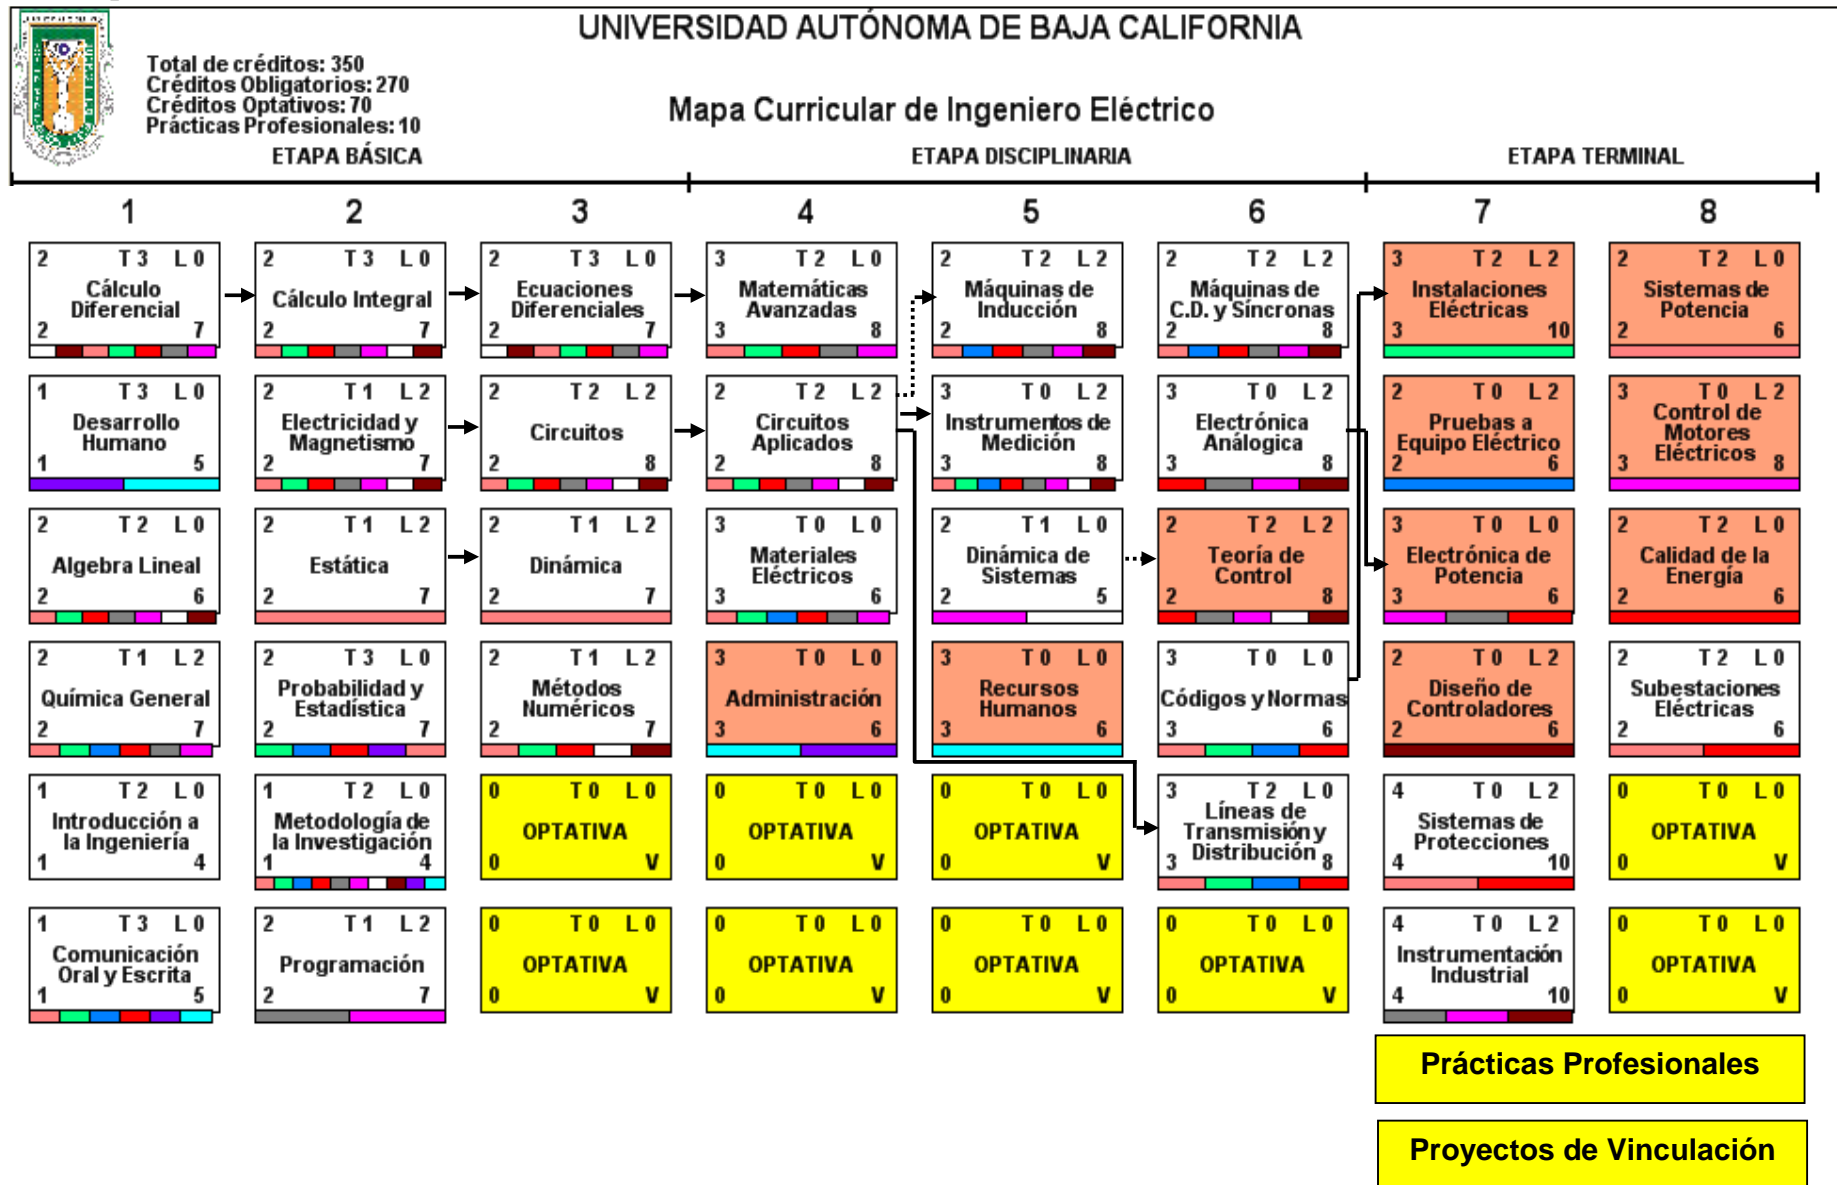 UNIVERSIDAD AUTÓNOMA DE BAJA CALIFORNIA
Total de créditos: 350
Créditos Obligatorios: 270
Créditos Optativos: 70
Prácticas Profesionales: 10
Mapa Curricular de Ingeniero Eléctrico
ETAPA BÁSICA
ETAPA DISCIPLINARIA
ETAPA TERMINAL
1 2 3 4 5 6 7 8
2 T 3 L 0
Cálculo
Diferencial
2 7
2 T 3 L 0
Cálculo Integral
2 7
2 T 3 L 0
Ecuaciones
Diferenciales
2 7
3 T 2 L 0
Matemáticas
Avanzadas
3 8
2 T 2 L 2
Máquinas de
Inducción
2 8
2 T 2 L 2
Máquinas de
C.D. y Síncronas
2 8
3 T 2 L 2
Instalaciones
Eléctricas
3 10
2 T 2 L 0
Sistemas de
Potencia
2 6
1 T 3 L 0
Desarrollo
Humano
1 5
2 T 1 L 2
Electricidad y
Magnetismo
2 7
2 T 2 L 2
Circuitos
2 8
2 T 2 L 2
Circuitos
Aplicados
2 8
3 T 0 L 2
Instrumentos de
Medición
3 8
3 T 0 L 2
Electrónica
Análogica
3 8
2 T 0 L 2
Pruebas a
Equipo Eléctrico
2 6
3 T 0 L 2
Control de
Motores
Eléctricos
3 8
2 T 2 L 0
Algebra Lineal
2 6
2 T 1 L 2
Estática
2 7
2 T 1 L 2
Dinámica
2 7
3 T 0 L 0
Materiales
Eléctricos
3 6
2 T 1 L 0
Dinámica de
Sistemas
2 5
2 T 2 L 2
Teoría de
Control
2 8
3 T 0 L 0
Electrónica de
Potencia
3 6
2 T 2 L 0
Calidad de la
Energía
2 6
2 T 1 L 2
Química General
2 7
2 T 3 L 0
Probabilidad y
Estadística
2 7
2 T 1 L 2
Métodos
Numéricos
2 7
3 T 0 L 0
Administración
3 6
3 T 0 L 0
Recursos
Humanos
3 6
3 T 0 L 0
Códigos y Normas
3 6
2 T 0 L 2
Diseño de
Controladores
2 6
2 T 2 L 0
Subestaciones
Eléctricas
2 6
1 T 2 L 0
Introducción a
la Ingeniería
1 4
1 T 2 L 0
Metodología de
la Investigación
1 4
0 T 0 L 0
OPTATIVA
0 V
0 T 0 L 0
OPTATIVA
0 V
0 T 0 L 0
OPTATIVA
0 V
3 T 2 L 0
Líneas de
Transmisión y
Distribución
3 8
4 T 0 L 2
Sistemas de
Protecciones
4 10
0 T 0 L 0
OPTATIVA
0 V
1 T 3 L 0
Comunicación
Oral y Escrita
1 5
2 T 1 L 2
Programación
2 7
0 T 0 L 0
OPTATIVA
0 V
0 T 0 L 0
OPTATIVA
0 V
0 T 0 L 0
OPTATIVA
0 V
0 T 0 L 0
OPTATIVA
0 V
4 T 0 L 2
Instrumentación
Industrial
4 10
0 T 0 L 0
OPTATIVA
0 V
Prácticas Profesionales
Proyectos de Vinculación